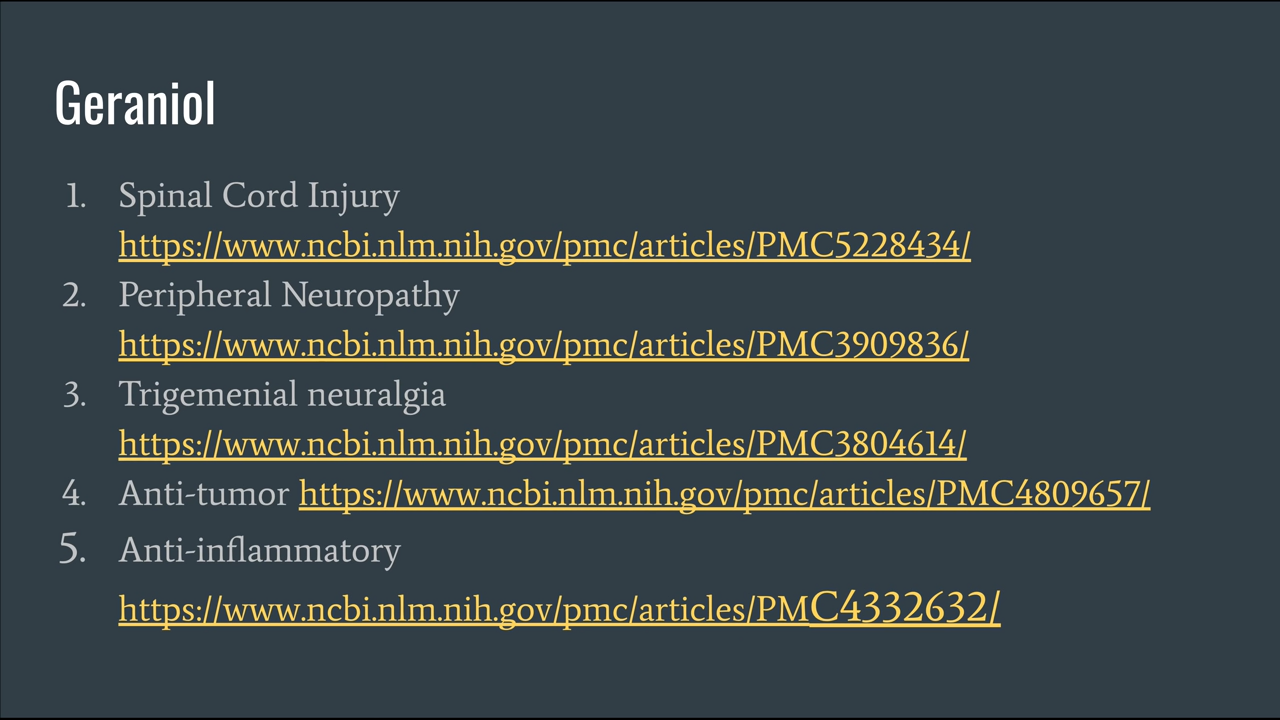 Geraniol
1. Spinal Cord Injury
https://www.ncbi.nlm.nih.gov/pmc/articles/PMC5228434/
2. Peripheral Neuropathy
https://www.ncbi.nlm.nih.gov/pmc/articles/PMC3909836/
3. Trigemenial neuralgia
https://www.ncbi.nlm.nih.gov/pmc/articles/PMC3804614/
4. Anti-tumor https://www.ncbi.nlm.nih.gov/pmc/articles/PMC4809657/
5. Anti-inflammatory
https://www.ncbi.nlm.nih.gov/pmc/articles/PMC4332632/